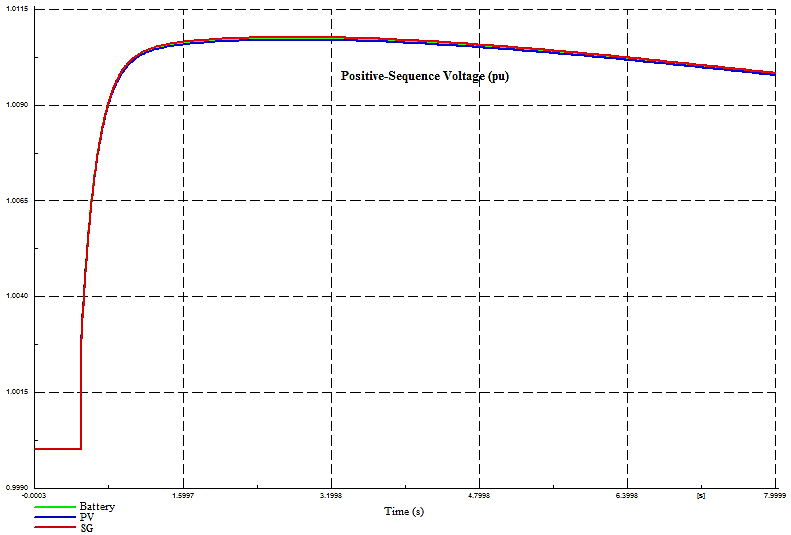 1.0115
Positive-Sequence Voltage (pu)
1.0090
1.0065
1.0040
1.0015
0.9990
-0.0003 1.5997 3.1998 4.7998 6.3998 [s] 7.9999
Time (s)
Battery
PV
SG